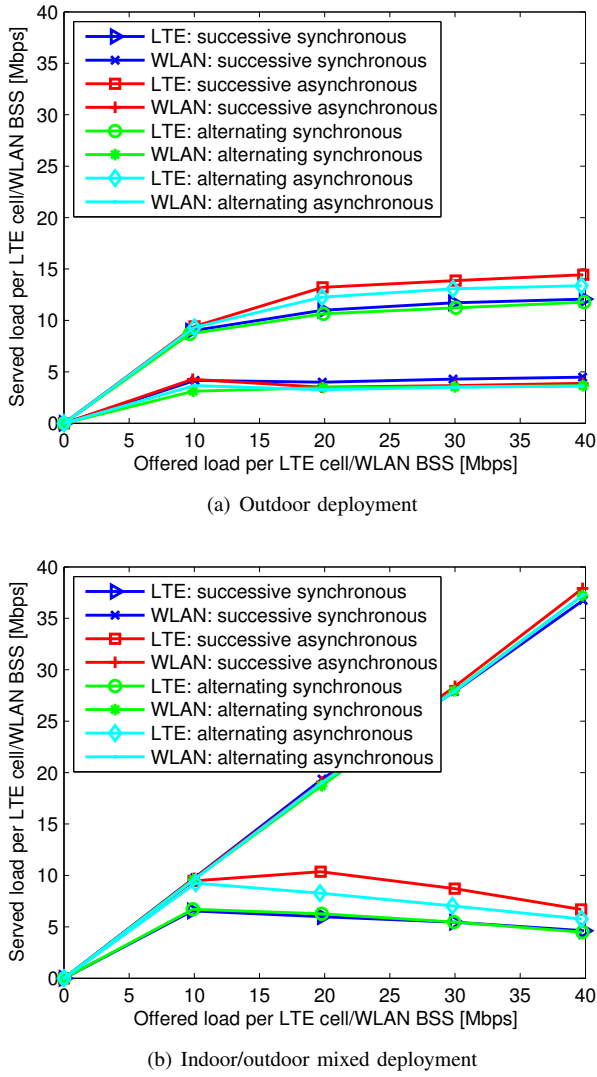 40
35
30
25
20
15
10
5
0
Served load per LTE cell/WLAN BSS [Mbps]
LTE: successive synchronous
WLAN: successive synchronous
LTE: successive asynchronous
WLAN: successive asynchronous
LTE: alternating synchronous
WLAN: alternating synchronous
LTE: alternating asynchronous
WLAN: alternating asynchronous
0 5 10 15 20 25 30 35 40
Offered load per LTE cell/WLAN BSS [Mbps]
(a) Outdoor deployment
40
35
30
25
20
15
10
5
0
Served load per LTE cell/WLAN BSS [Mbps]
LTE: successive synchronous
WLAN: successive synchronous
LTE: successive asynchronous
WLAN: successive asynchronous
LTE: alternating synchronous
WLAN: alternating synchronous
LTE: alternating asynchronous
WLAN: alternating asynchronous
0 5 10 15 20 25 30 35 40
Offered load per LTE cell/WLAN BSS [Mbps]
(b) Indoor/outdoor mixed deployment